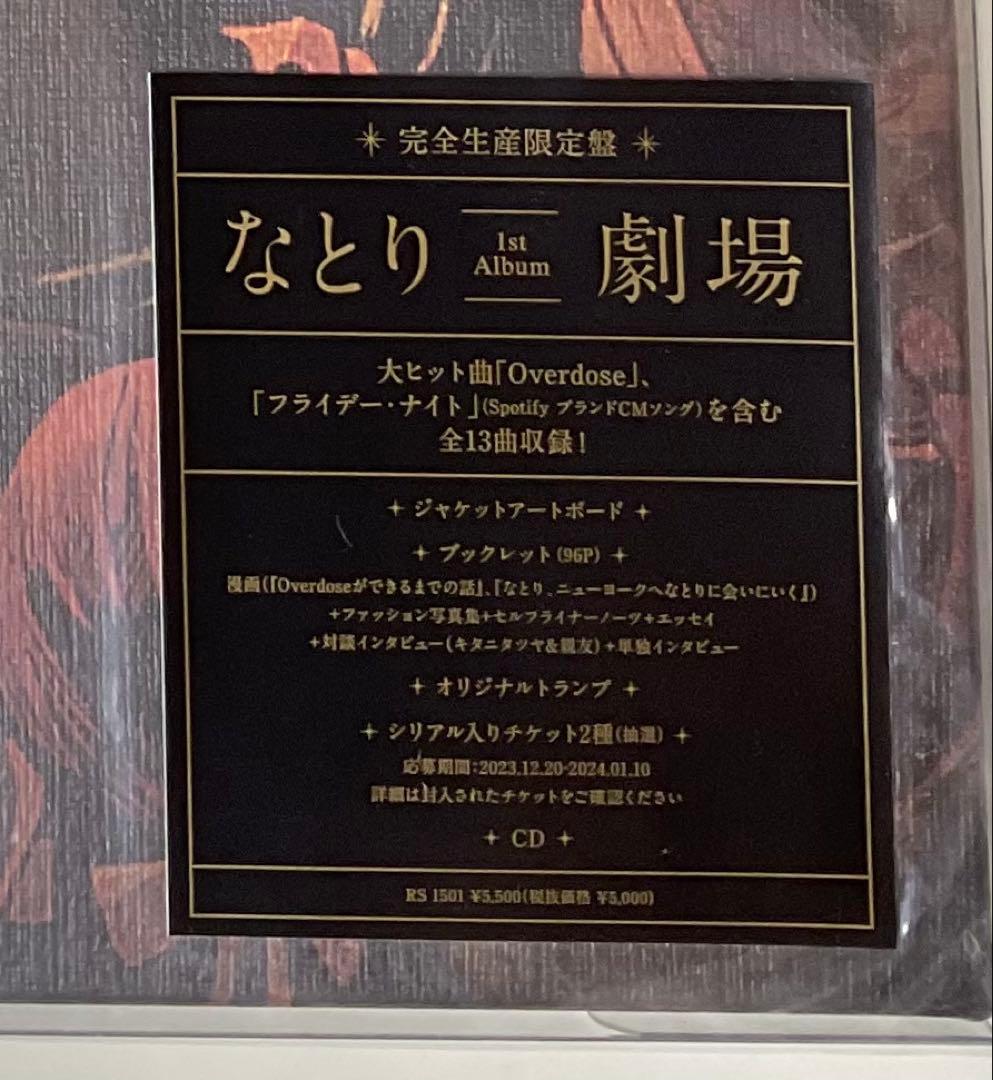 完全生産限定盤
なとり 1st Album 劇場
大ヒット曲「Overdose」、
「フライデー・ナイト」(Spotify ブランドCMソング)を含む
全13曲収録!
ジャケットアートボード
ブックレット(96P)
漫画(『Overdoseができるまでの話』、『なとり、ニューヨークへなとりに会いにいく』)
+ファッション写真集+セルフライナーノーツ+エッセイ
+対談インタビュー(キタニタツヤ&親友)+単独インタビュー
オリジナルトランプ
シリアル入りチケット2種(抽選)
応募期間:2023.12.20-2024.01.10
詳細は封入されたチケットをご確認ください
CD
RS 1501 ¥5,500(税抜価格 ¥5,000)